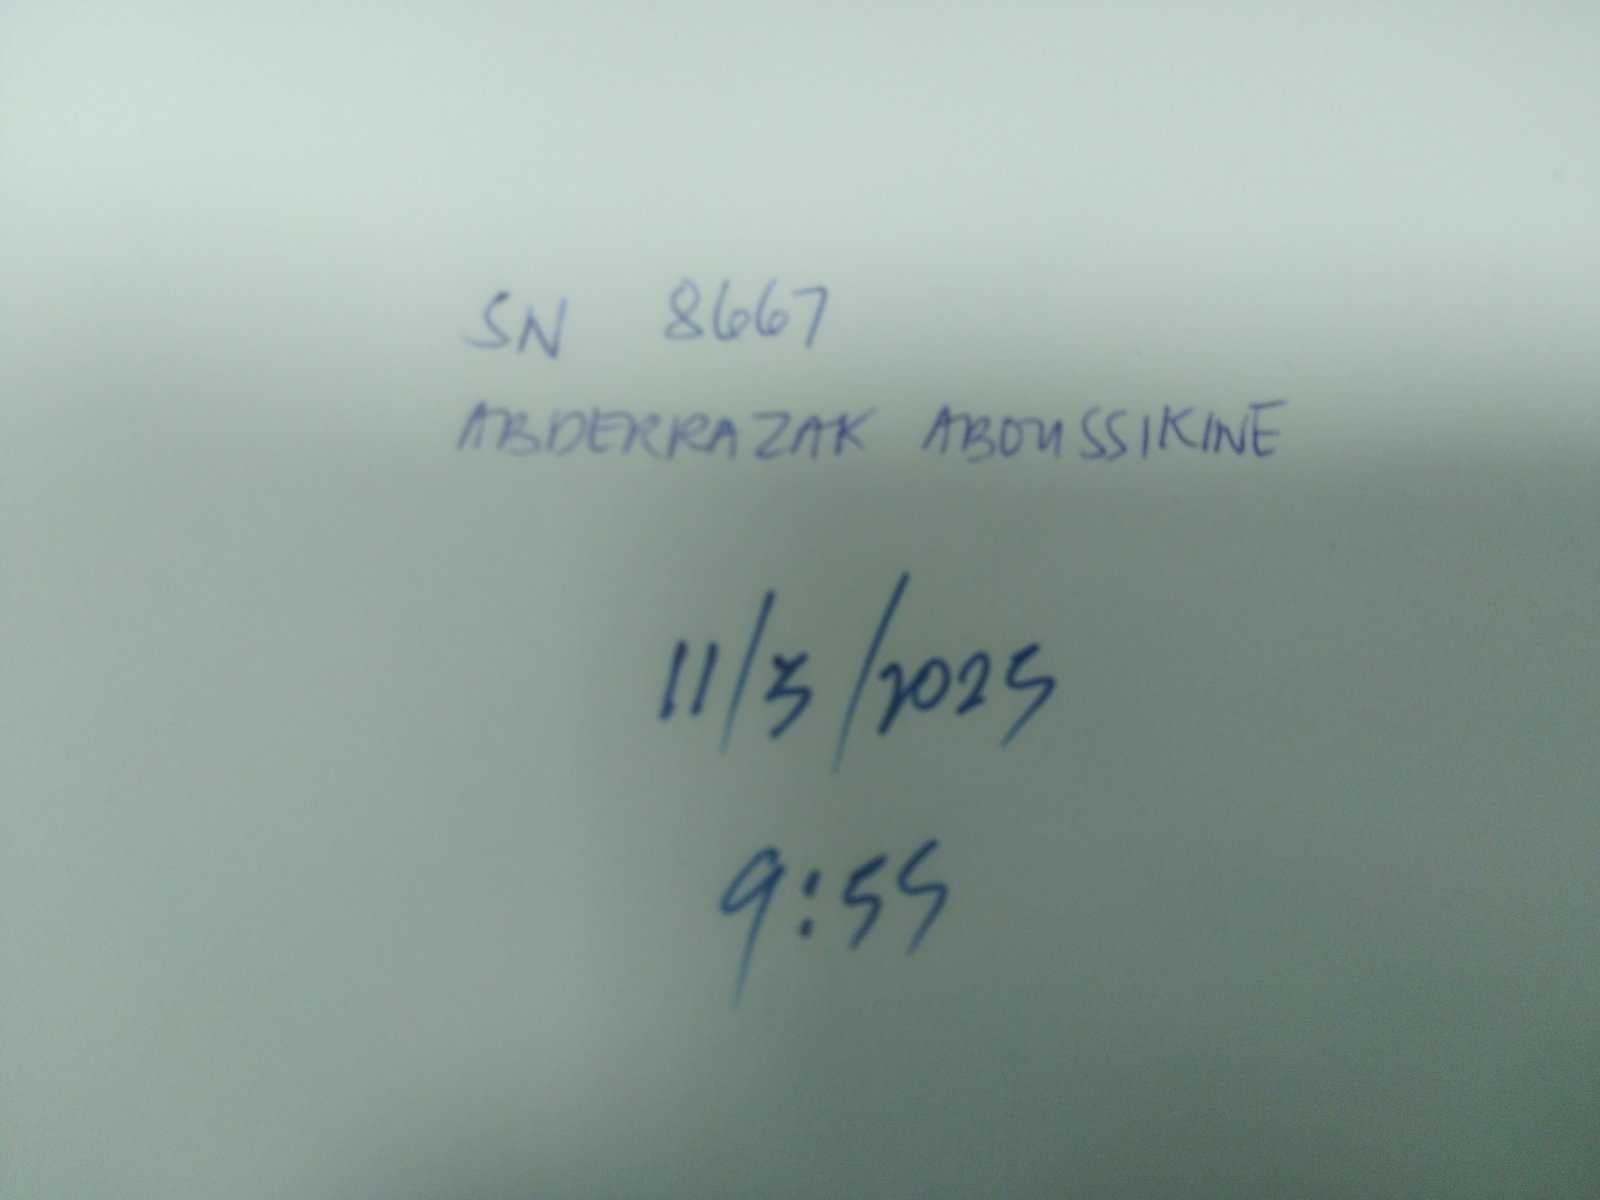 SN 8667
ABDERRAZAK ABOUSSIKINE
11/3/2025
9:55